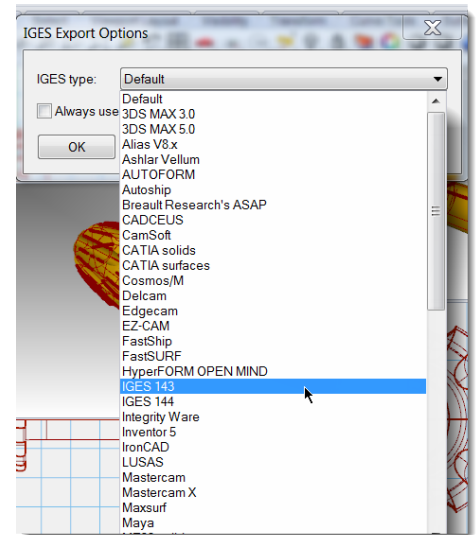 IGES Export Options
IGES type: Default
Always use
OK
Default
3DS MAX 3.0
3DS MAX 5.0
Alias V8.x
Ashlar Vellum
AUTOFORM
Autoship
Breault Research's ASAP
CADCEUS
CamSoft
CATIA solids
CATIA surfaces
Cosmos/M
Delcam
Edgecam
EZ-CAM
FastShip
FastSURF
HyperFORM OPEN MIND
IGES 143
IGES 144
Integrity Ware
Inventor 5
IronCAD
LUSAS
Mastercam
Mastercam X
Maxsurf
Maya